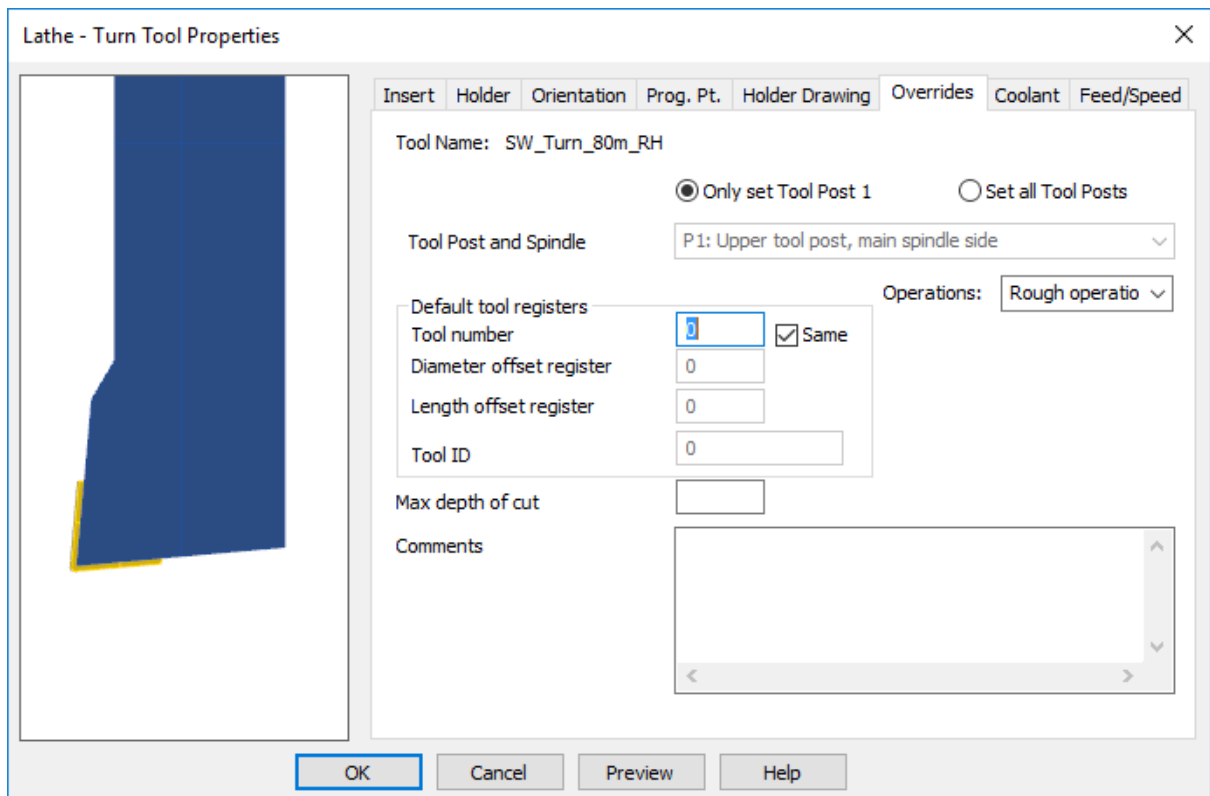 Lathe - Turn Tool Properties
Insert Holder Orientation Prog. Pt. Holder Drawing Overrides Coolant Feed/Speed
Tool Name: SW_Turn_80m_RH
Only set Tool Post 1 Set all Tool Posts
Tool Post and Spindle P1: Upper tool post, main spindle side
Operations: Rough operatio
Default tool registers
Tool number 0 Same
Diameter offset register 0
Length offset register 0
Tool ID 0
Max depth of cut
Comments
OK Cancel Preview Help